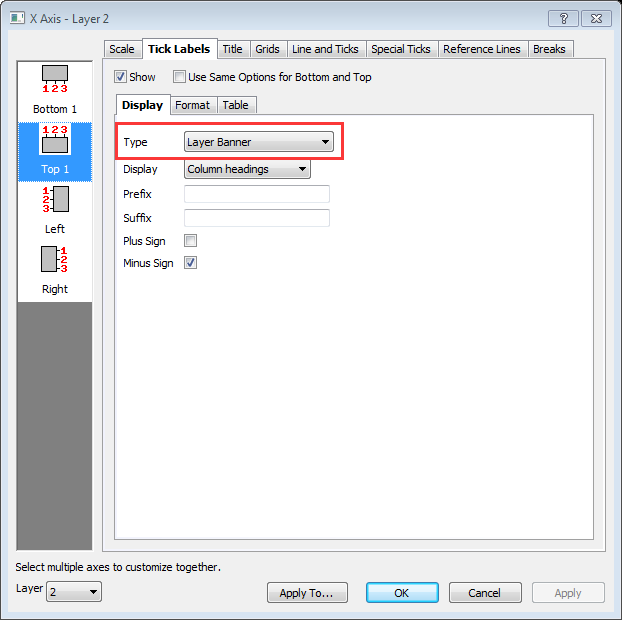 X Axis - Layer 2
Scale Tick Labels Title Grids Line and Ticks Special Ticks Reference Lines Breaks
Show Use Same Options for Bottom and Top
1 2 3
Bottom 1
1 2 3
Top 1
1
2
3
Left
1
2
3
Right
Display Format Table
Type Layer Banner
Display Column headings
Prefix
Suffix
Plus Sign
Minus Sign
Select multiple axes to customize together.
Layer 2 Apply To... OK Cancel Apply